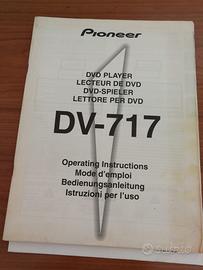 Pioneer
DVD PLAYER
LECTEUR DE DVD
DVD-SPIELER
LETTORE PER DVD
DV-717
Operating Instructions
Mode d'emploi
Bedienungsanleitung
Istruzioni per l'uso
subito